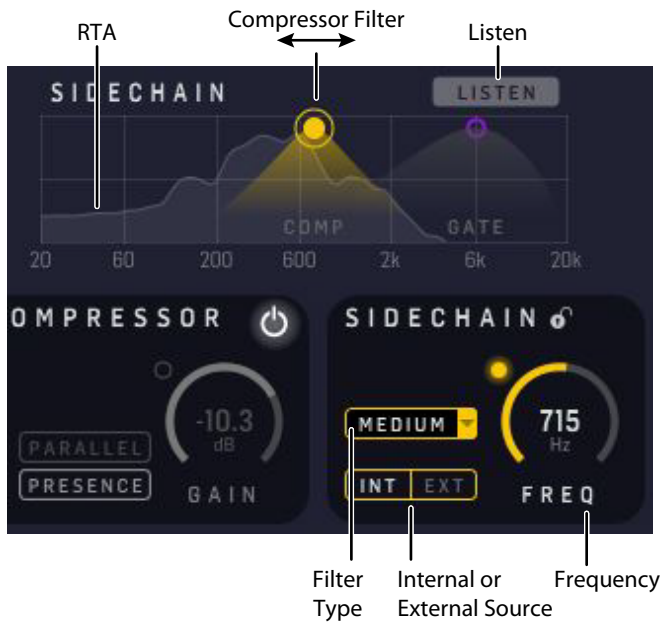 RTA
Compressor Filter
Listen
SIDECHAIN
LISTEN
COMP
GATE
20 60 200 600 2k 6k 20k
OMPRESSOR
SIDECHAIN
-10.3
dB
PARALLEL
PRESENCE
GAIN
MEDIUM
715
Hz
INT EXT
FREQ
Filter
Type
Internal or
External Source
Frequency